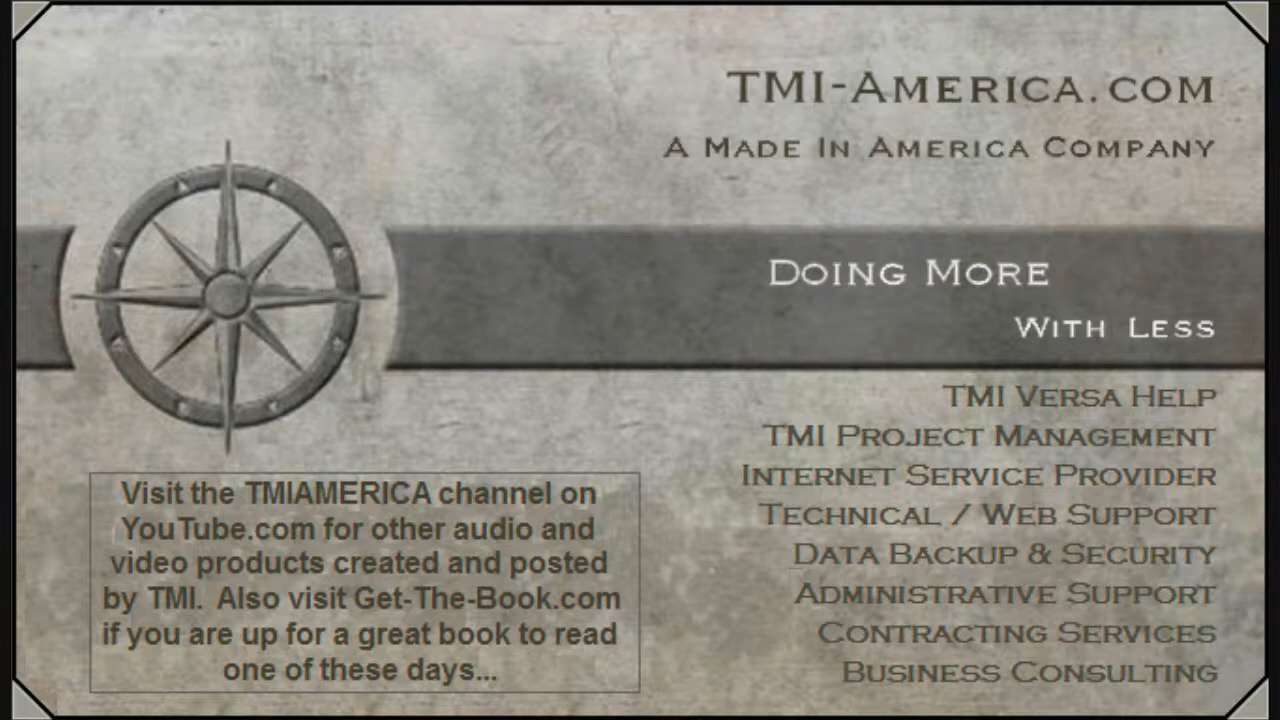 TMI-America.com
A Made In America Company
Doing More
With Less
TMI Versa Help
TMI Project Management
Internet Service Provider
Technical / Web Support
Data Backup & Security
Administrative Support
Contracting Services
Business Consulting
Visit the TMIAMERICA channel on
YouTube.com for other audio and
video products created and posted
by TMI. Also visit Get-The-Book.com
if you are up for a great book to read
one of these days...